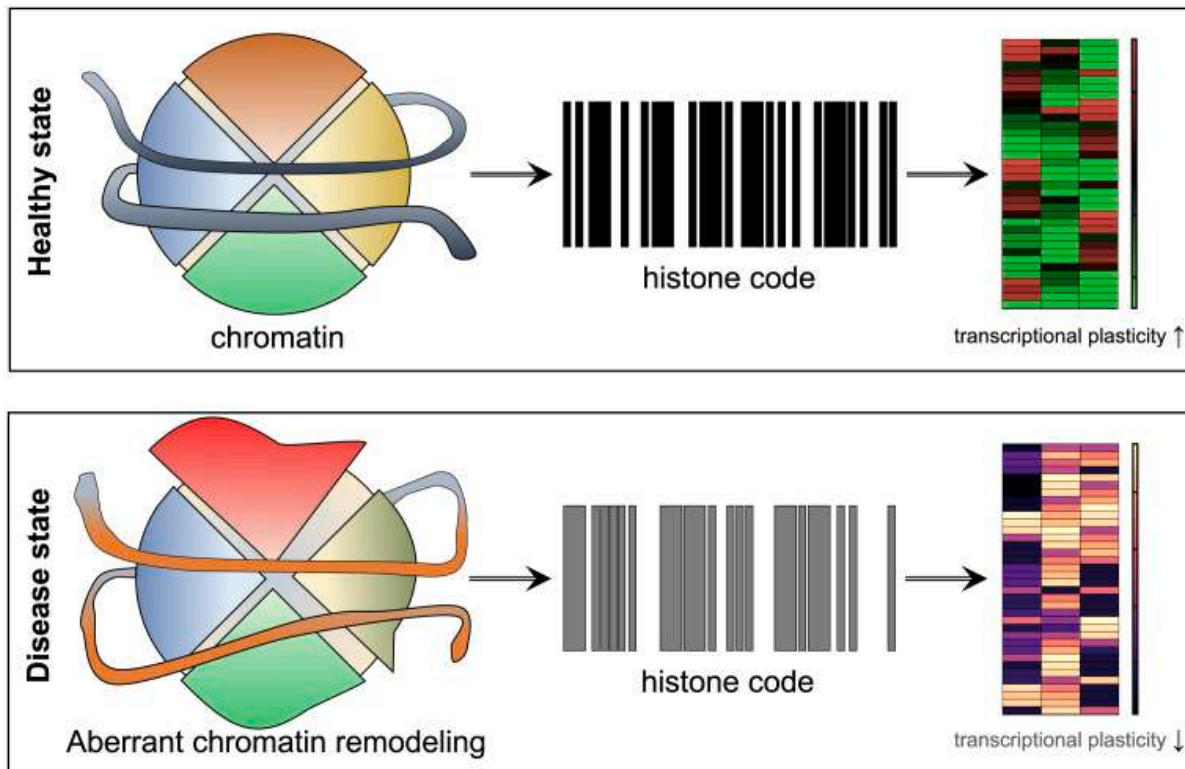 Healthy state
chromatin
histone code
transcriptional plasticity ↑
Disease state
Aberrant chromatin remodeling
histone code
transcriptional plasticity ↓